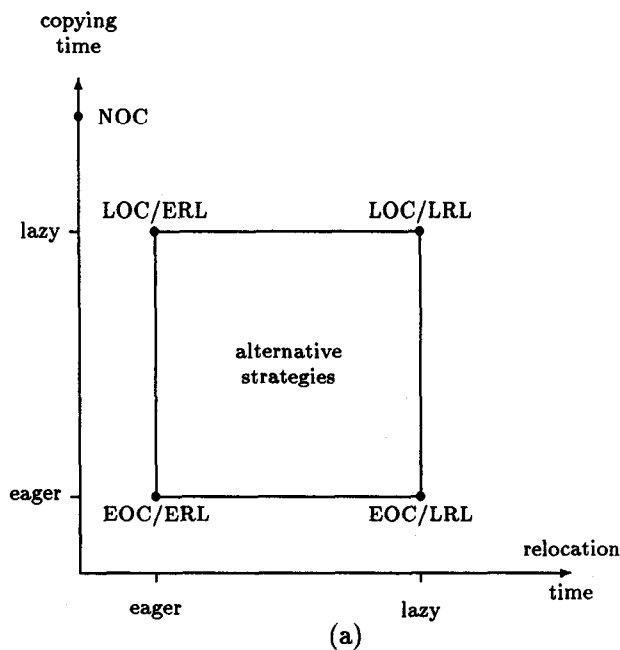 copying
time
NOC
LOC/ERL
LOC/LRL
lazy
alternative
strategies
eager
EOC/ERL
EOC/LRL
relocation
time
eager
lazy
(a)